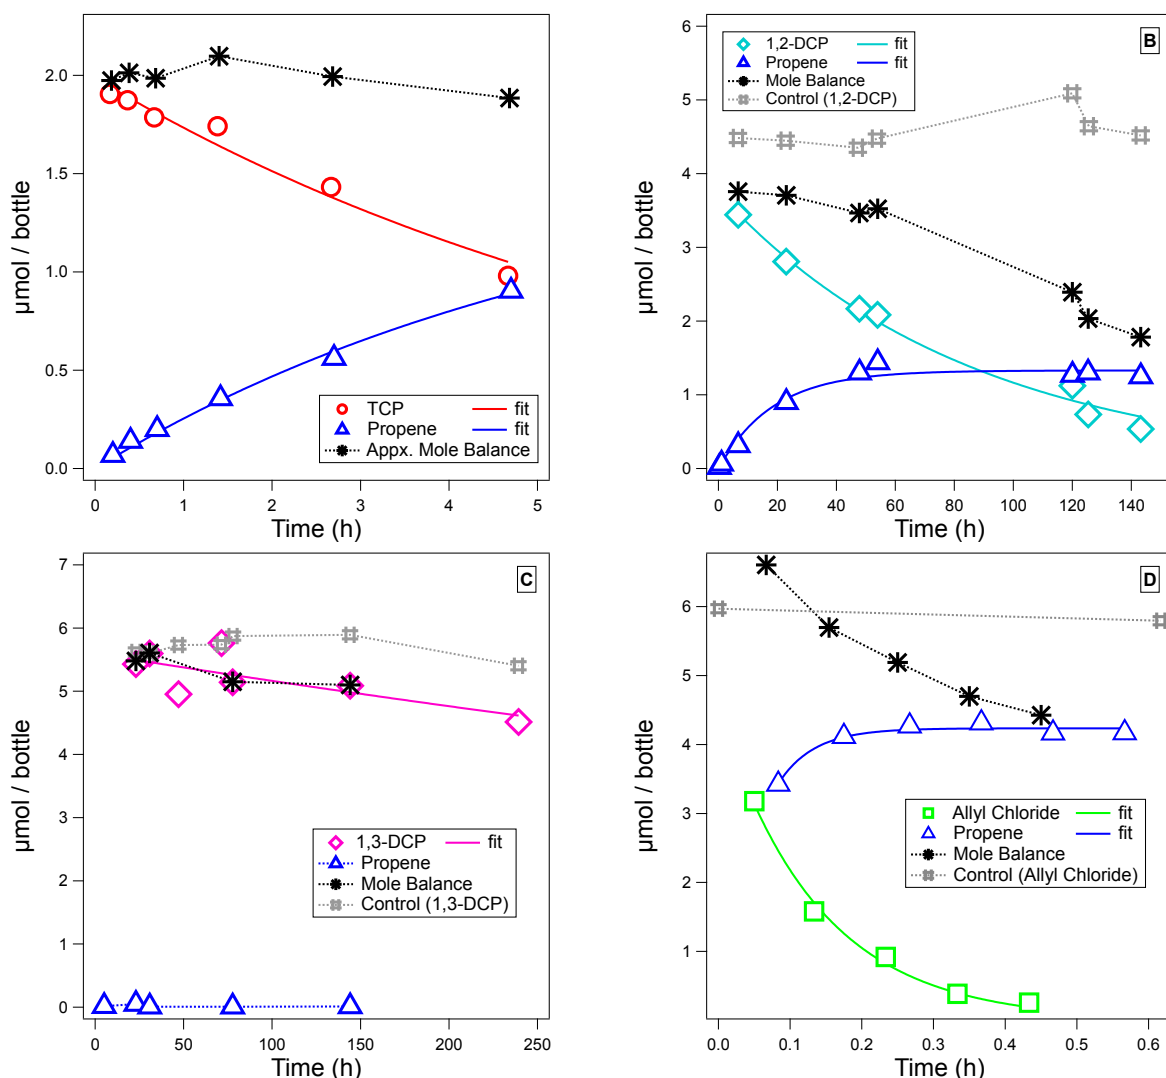 2.0
1.5
1.0
0.5
0.0
µmol / bottle
TCP fit
Propene fit
Appx. Mole Balance
0 1 2 3 4 5
Time (h)
B
6
5
4
3
2
1
0
µmol / bottle
1,2-DCP fit
Propene fit
Mole Balance
Control (1,2-DCP)
0 20 40 60 80 100 120 140
Time (h)
C
7
6
5
4
3
2
1
0
µmol / bottle
1,3-DCP fit
Propene
Mole Balance
Control (1,3-DCP)
0 50 100 150 200 250
Time (h)
D
6
5
4
3
2
1
µmol / bottle
Allyl Chloride fit
Propene fit
Mole Balance
Control (Allyl Chloride)
0.0 0.1 0.2 0.3 0.4 0.5 0.6
Time (h)